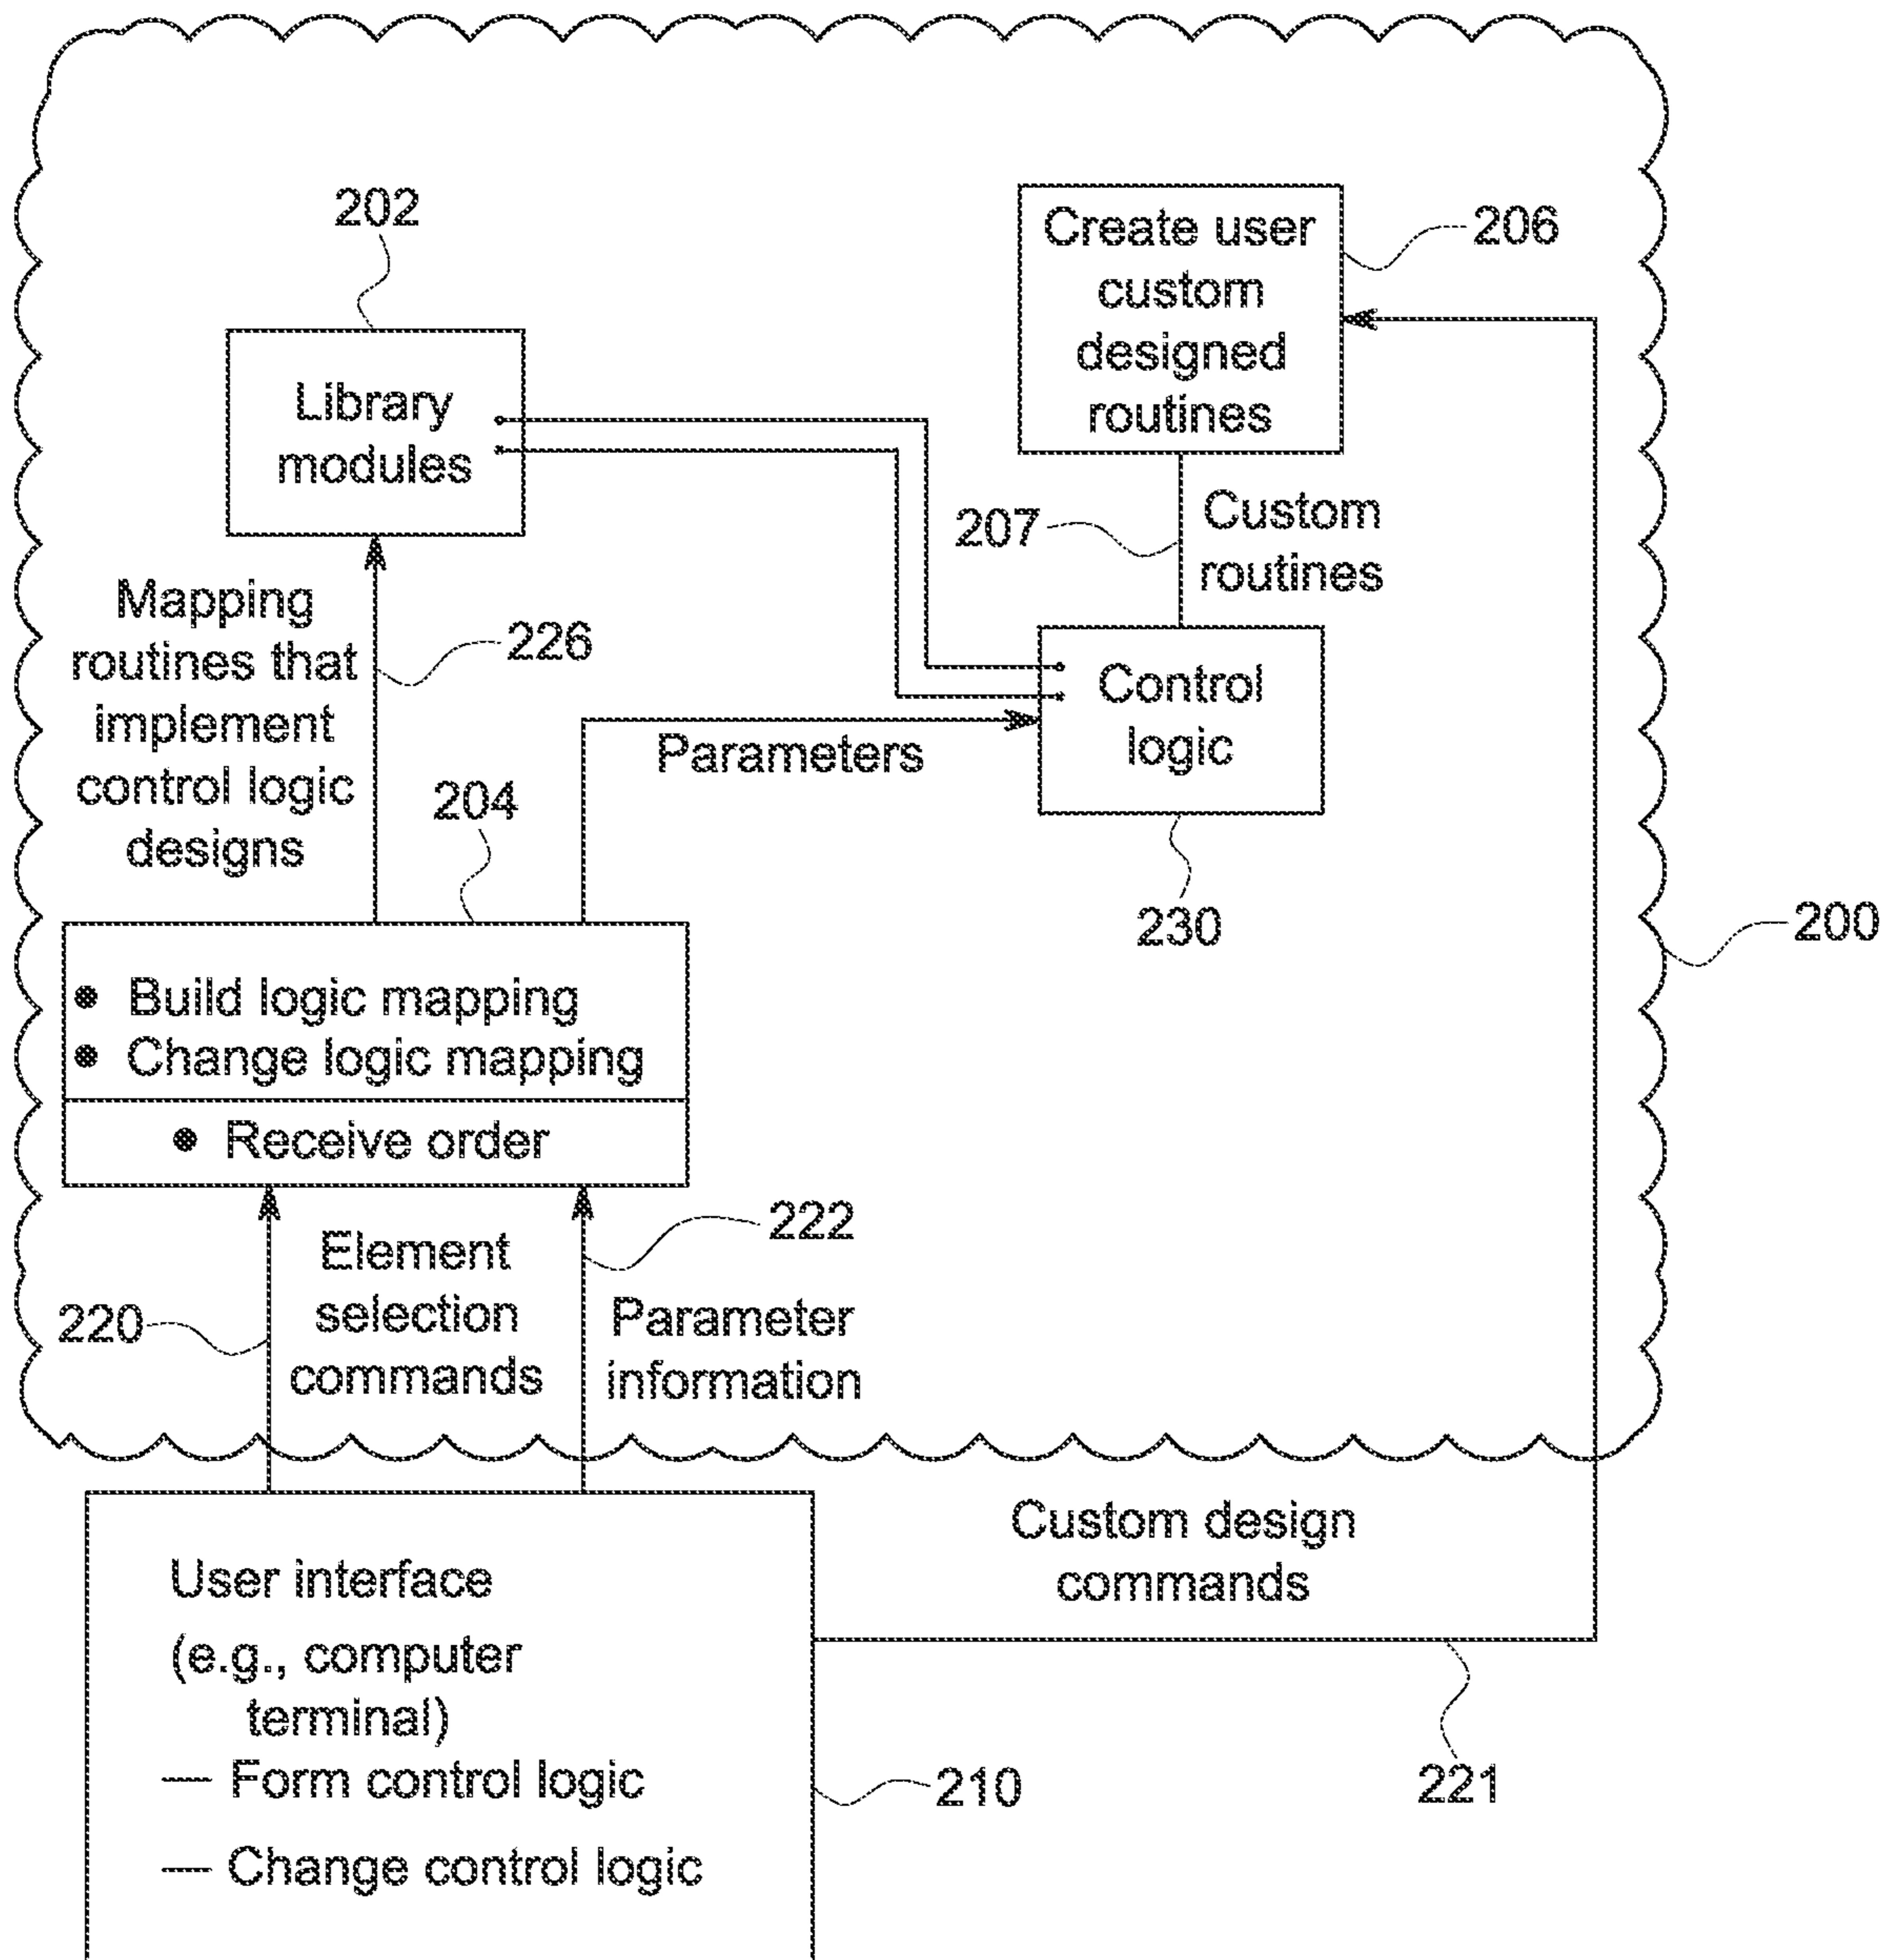 202
Create user
custom
designed
routines
206
Library
modules
207
Custom
routines
Mapping
routines that
implement
control logic
designs
226
Control
logic
Parameters
204
230
200
• Build logic mapping
• Change logic mapping
• Receive order
222
220
Element
selection
commands
Parameter
information
Custom design
commands
User interface
(e.g., computer
terminal)
— Form control logic
— Change control logic
210
221